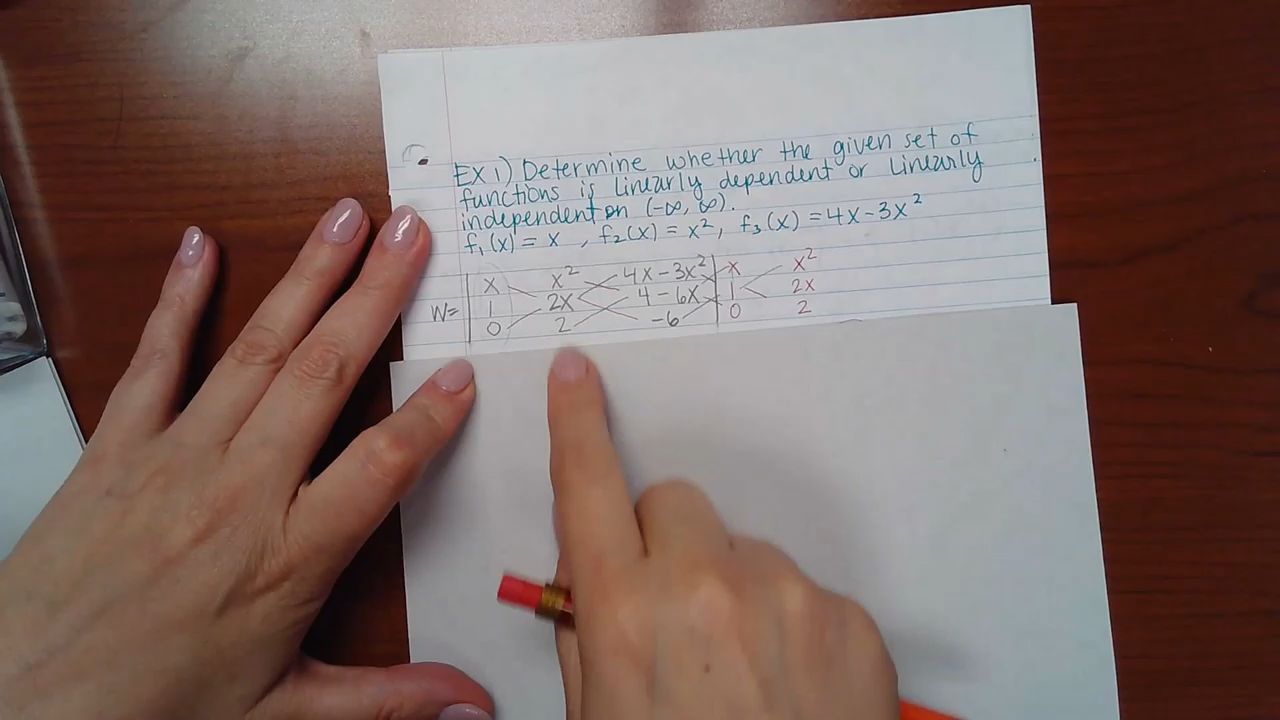 EX 1) Determine whether the given set of
functions is linearly dependent or linearly
independent on (-∞, ∞).
f₁(x) = x , f₂(x) = x², f₃(x) = 4x-3x²
x x² 4x-3x² x x²
W= 1 2x 4-6x 1 2x
0 2 -6 0 2